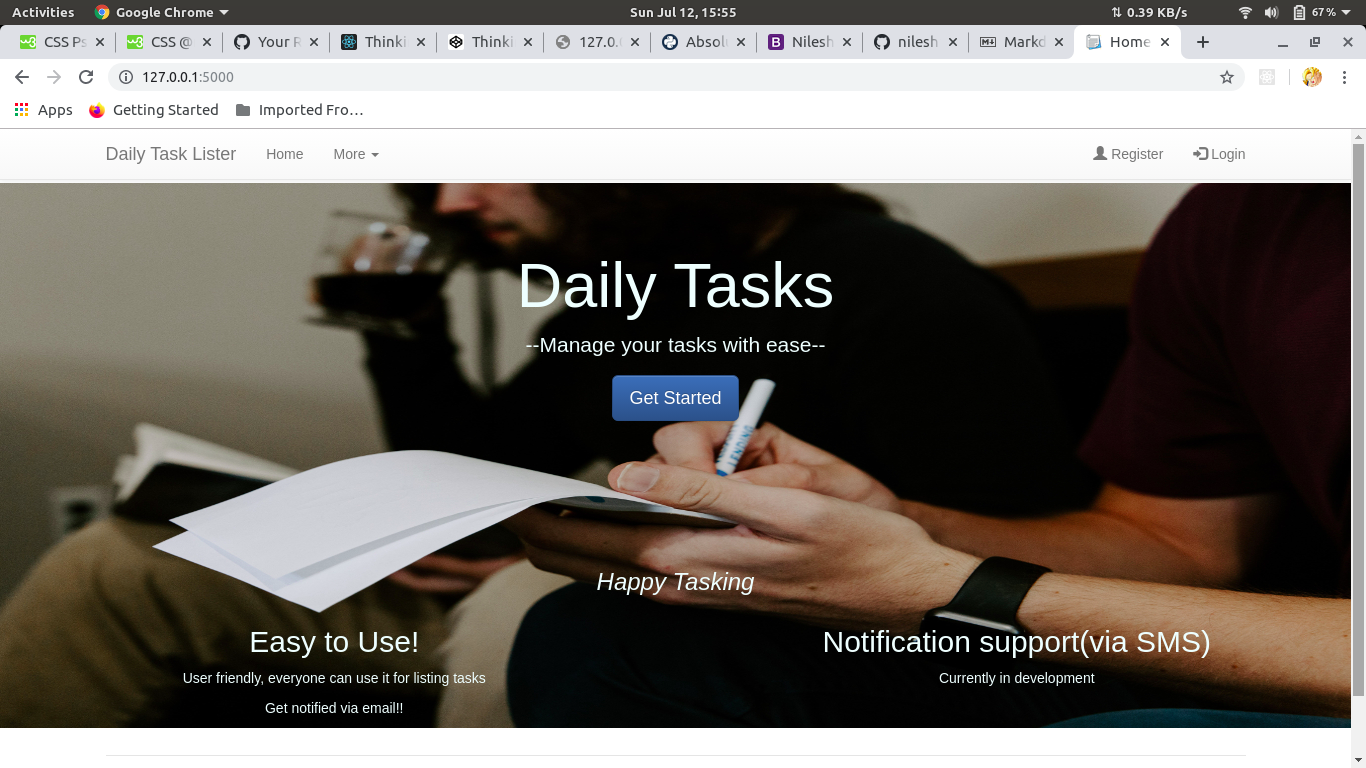 Activities Google Chrome Sun Jul 12, 15:55 0.39 KB/s 67%
CSS Ps CSS @ Your R Thinki Thinki 127.0. Absol Nilesh nilesh Markd Home
127.0.0.1:5000
Apps Getting Started Imported Fro…
Daily Task Lister Home More Register Login
Daily Tasks
--Manage your tasks with ease--
Get Started
Happy Tasking
Easy to Use! Notification support(via SMS)
User friendly, everyone can use it for listing tasks Currently in development
Get notified via email!!